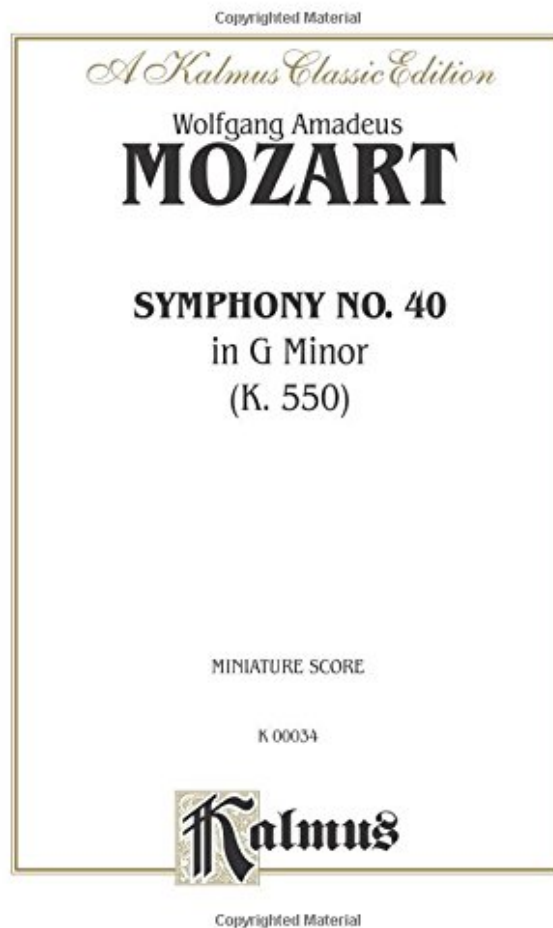 Copyrighted Material
A Kalmus Classic Edition
Wolfgang Amadeus
MOZART
SYMPHONY NO. 40
in G Minor
(K. 550)
MINIATURE SCORE
K 00034
Kalmus
Copyrighted Material